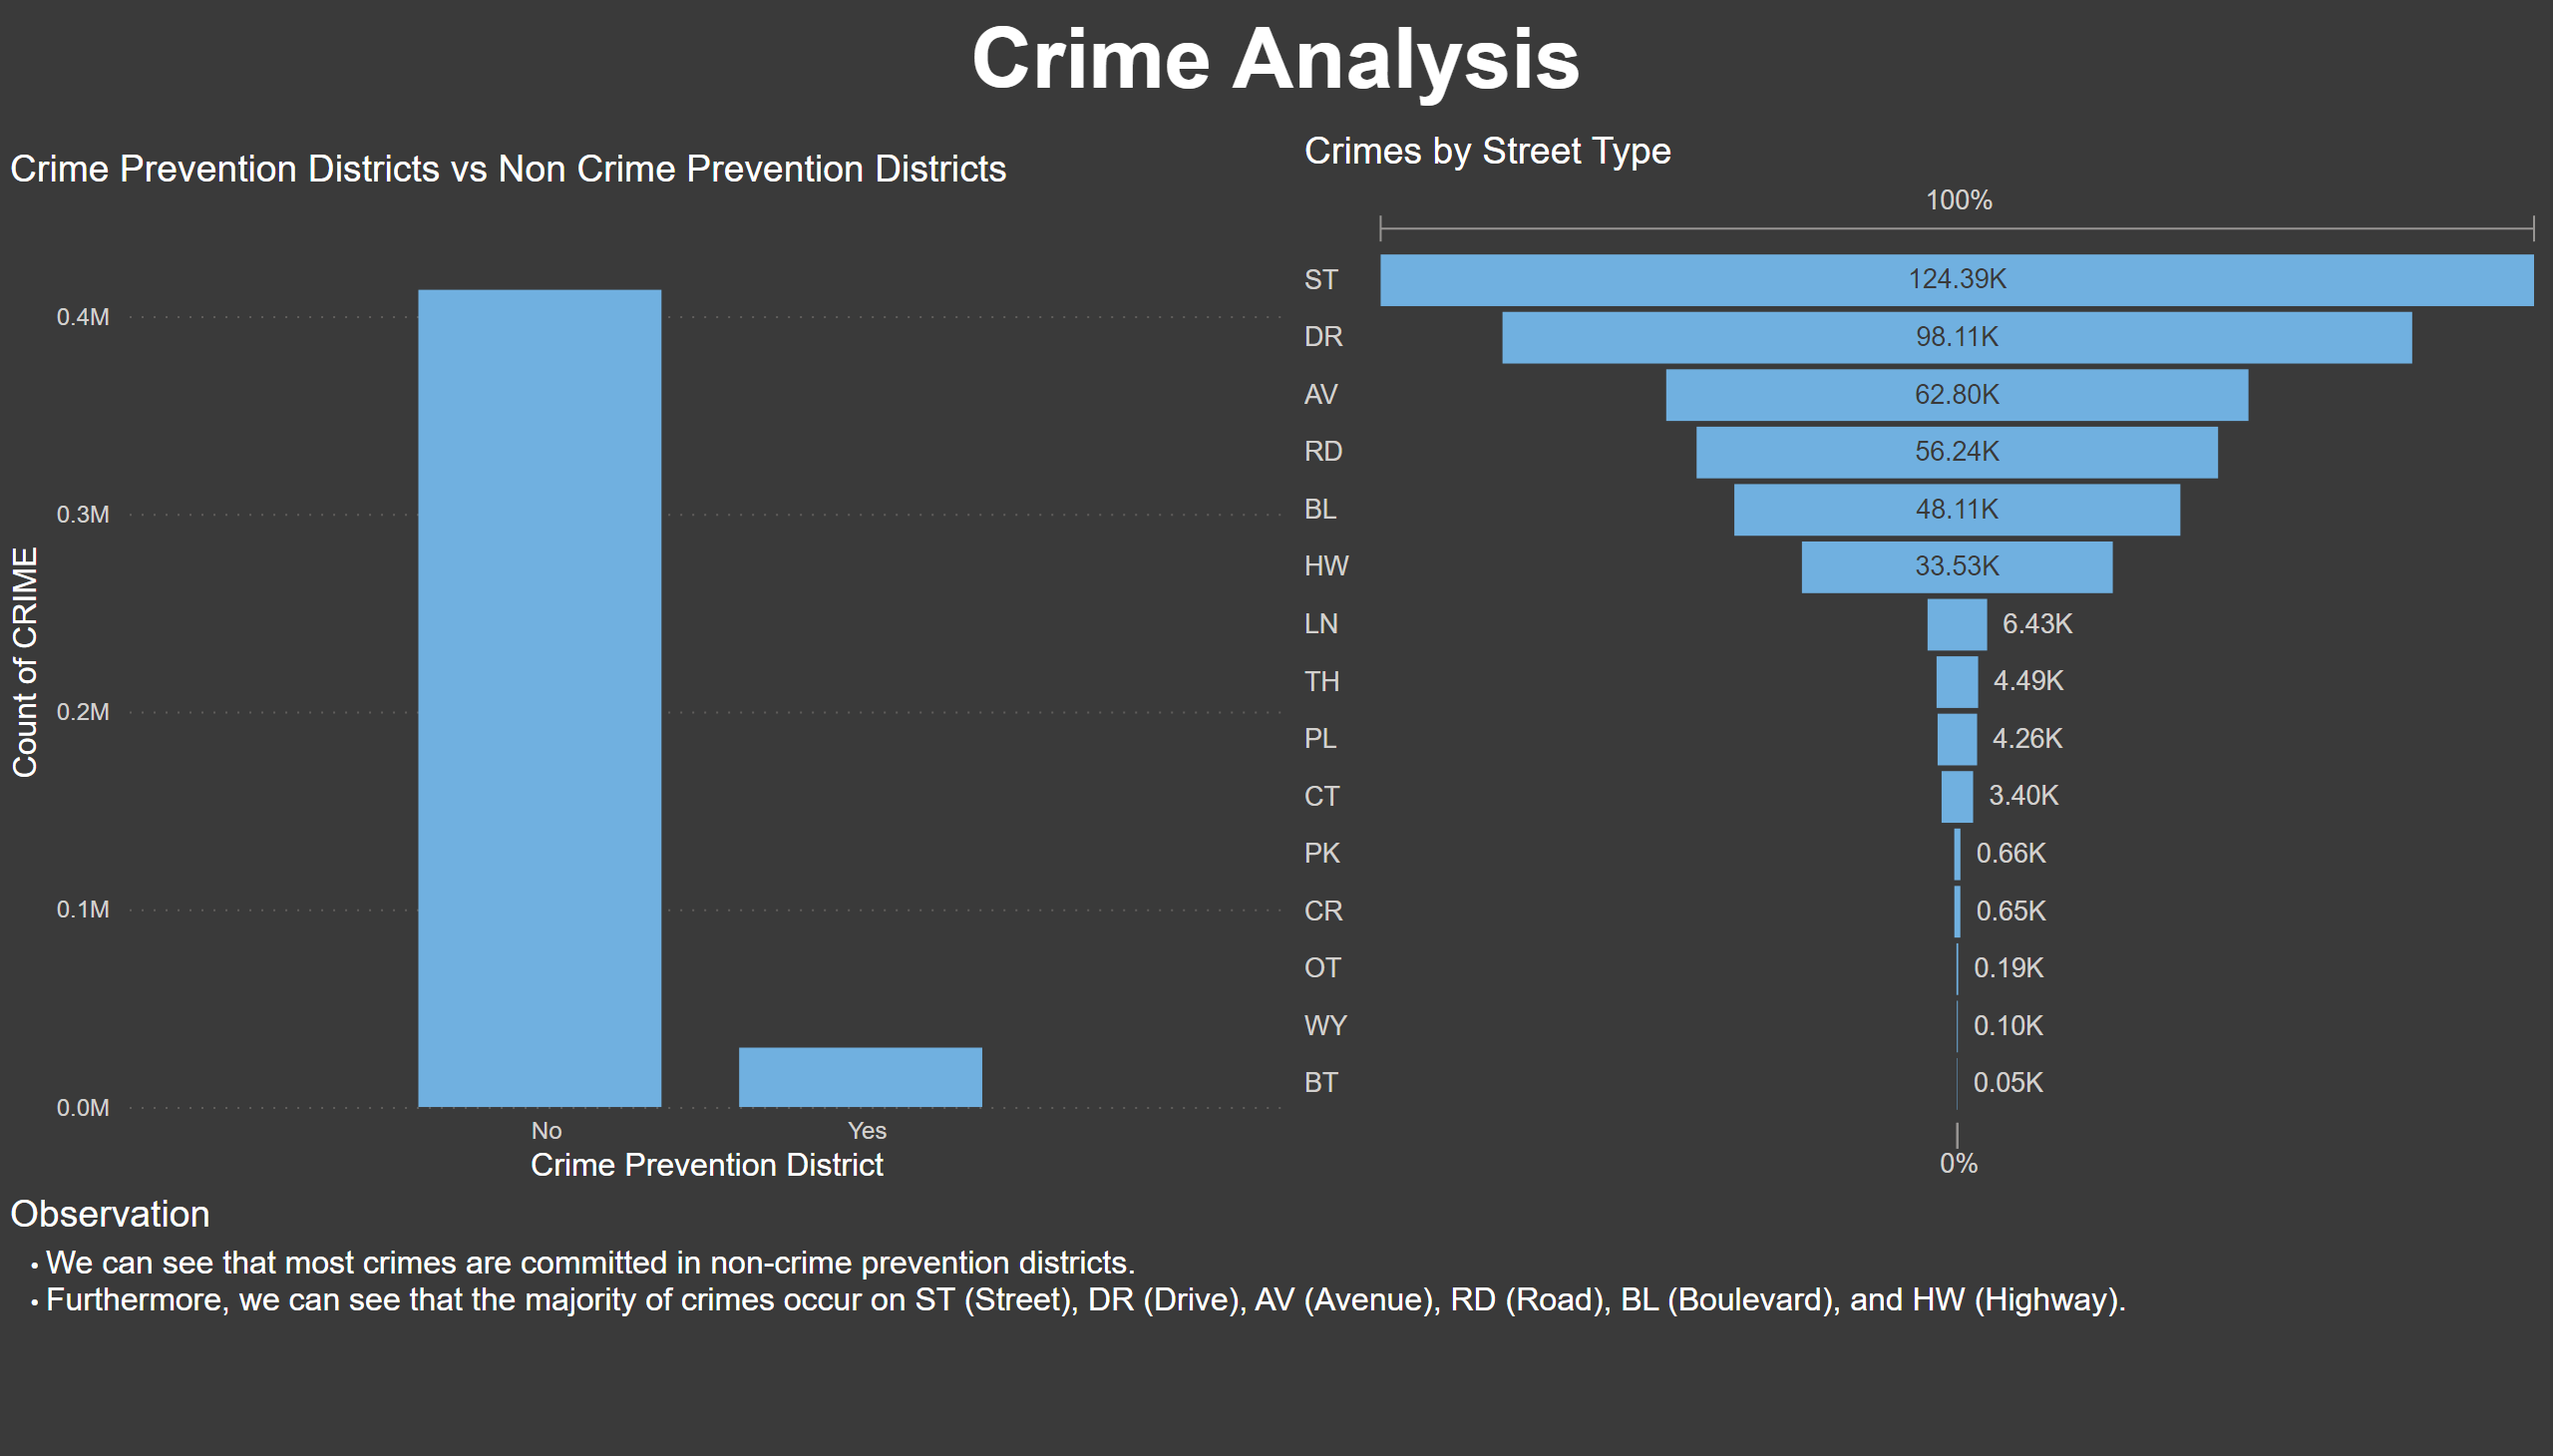 Crime Analysis
Crime Prevention Districts vs Non Crime Prevention Districts
Count of CRIME
0.4M
0.3M
0.2M
0.1M
0.0M
No
Yes
Crime Prevention District
Crimes by Street Type
100%
ST 124.39K
DR 98.11K
AV 62.80K
RD 56.24K
BL 48.11K
HW 33.53K
LN 6.43K
TH 4.49K
PL 4.26K
CT 3.40K
PK 0.66K
CR 0.65K
OT 0.19K
WY 0.10K
BT 0.05K
0%
Observation
• We can see that most crimes are committed in non-crime prevention districts.
• Furthermore, we can see that the majority of crimes occur on ST (Street), DR (Drive), AV (Avenue), RD (Road), BL (Boulevard), and HW (Highway).